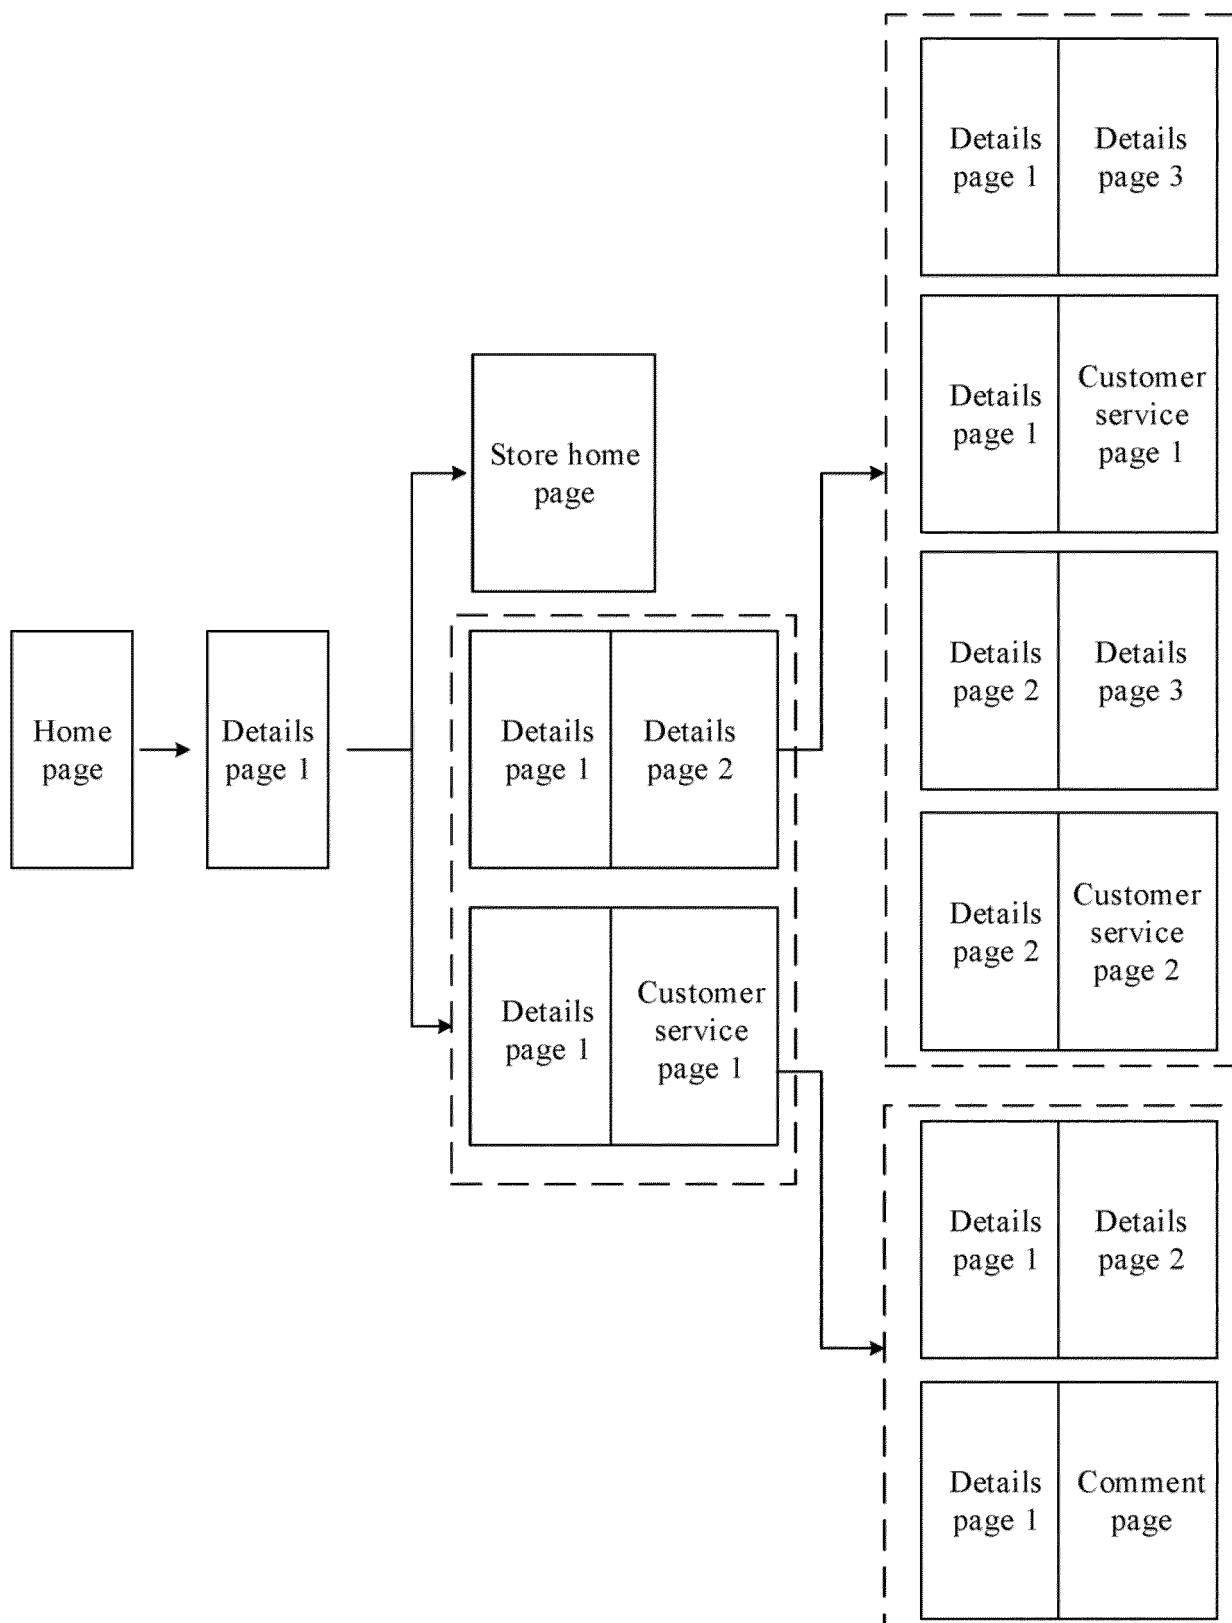 Home
page
Details
page 1
Store home
page
Details
page 1
Details
page 2
Details
page 1
Customer
service
page 1
Details
page 1
Details
page 3
Details
page 1
Customer
service
page 1
Details
page 2
Details
page 3
Details
page 2
Customer
service
page 2
Details
page 1
Details
page 2
Details
page 1
Comment
page